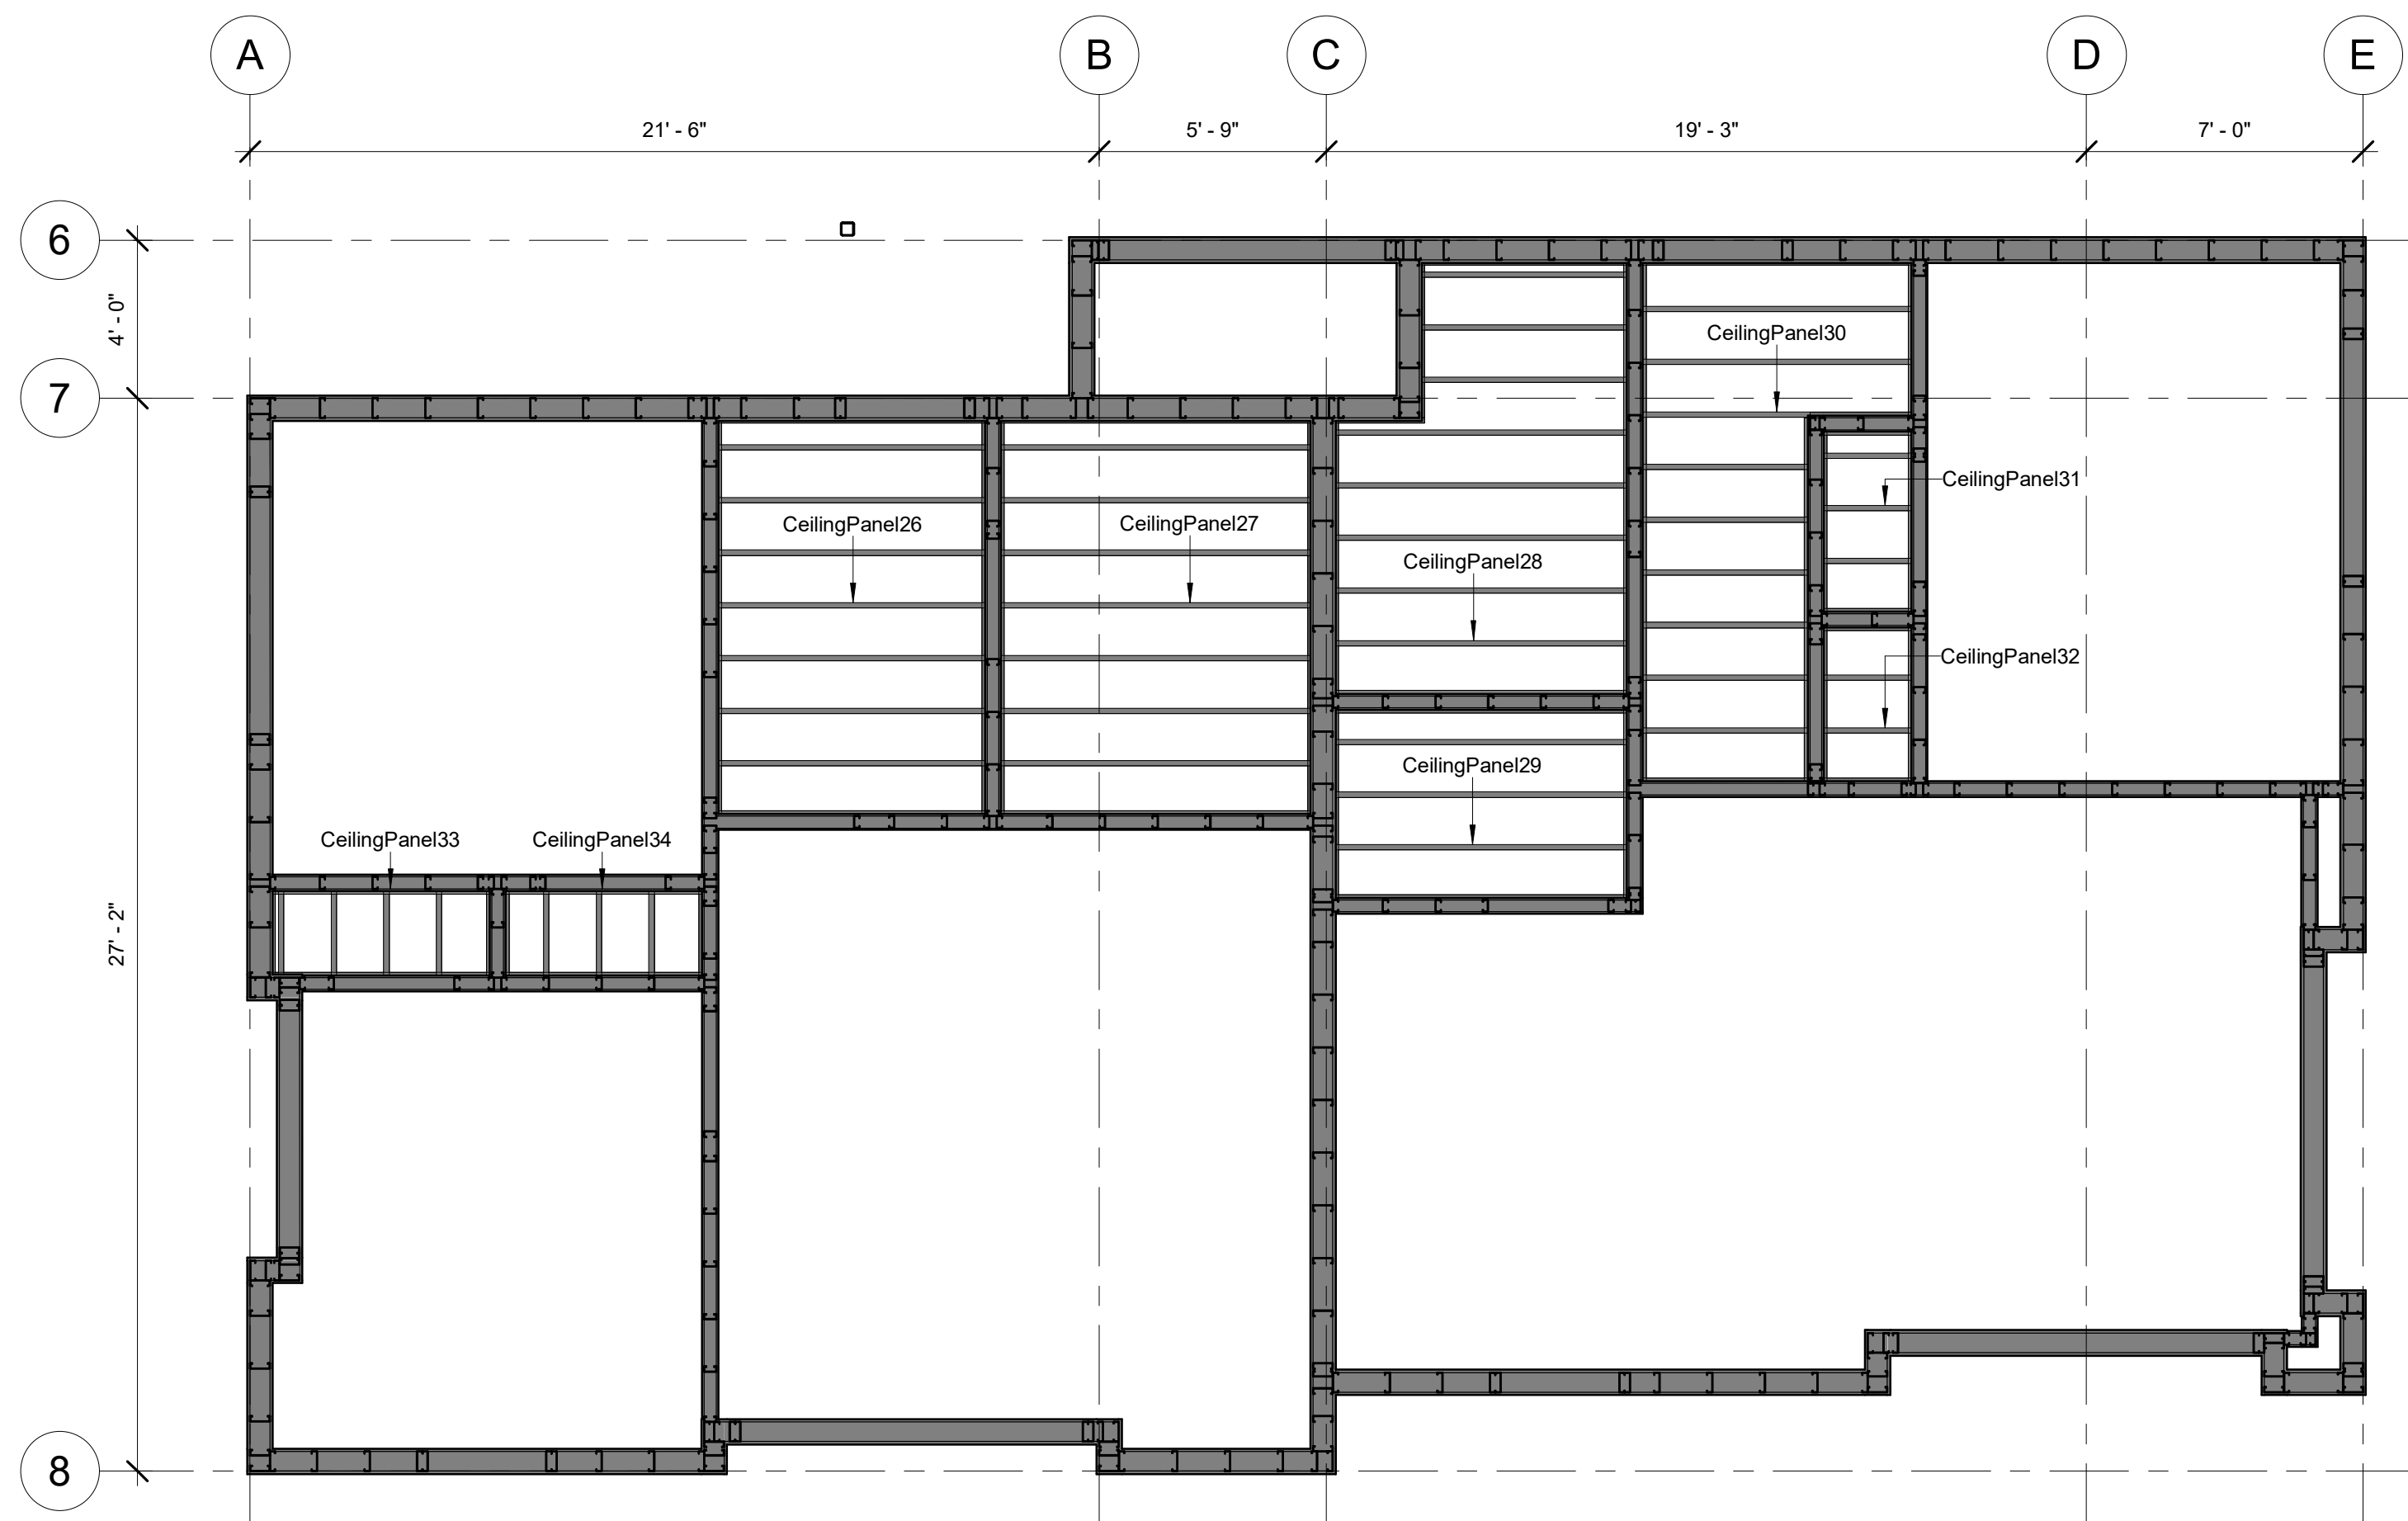 A
B
C
D
E
21' - 6"
5' - 9"
19' - 3"
7' - 0"
6
4' - 0"
7
CeilingPanel30
CeilingPanel31
CeilingPanel26
CeilingPanel27
CeilingPanel28
CeilingPanel32
CeilingPanel29
CeilingPanel33
CeilingPanel34
27' - 2"
8